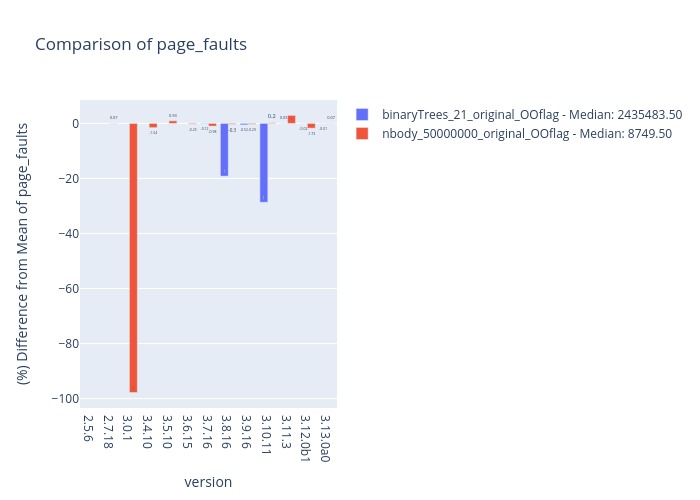 Comparison of page_faults
binaryTrees_21_original_OOflag - Median: 2435483.50
nbody_50000000_original_OOflag - Median: 8749.50
(%) Difference from Mean of page_faults
0
−20
−40
−60
−80
−100
0.2
2.5.6
2.7.18
3.0.1
3.4.10
3.5.10
3.6.15
3.7.16
3.8.16
3.9.16
3.10.11
3.11.3
3.12.0b1
3.13.0a0
version